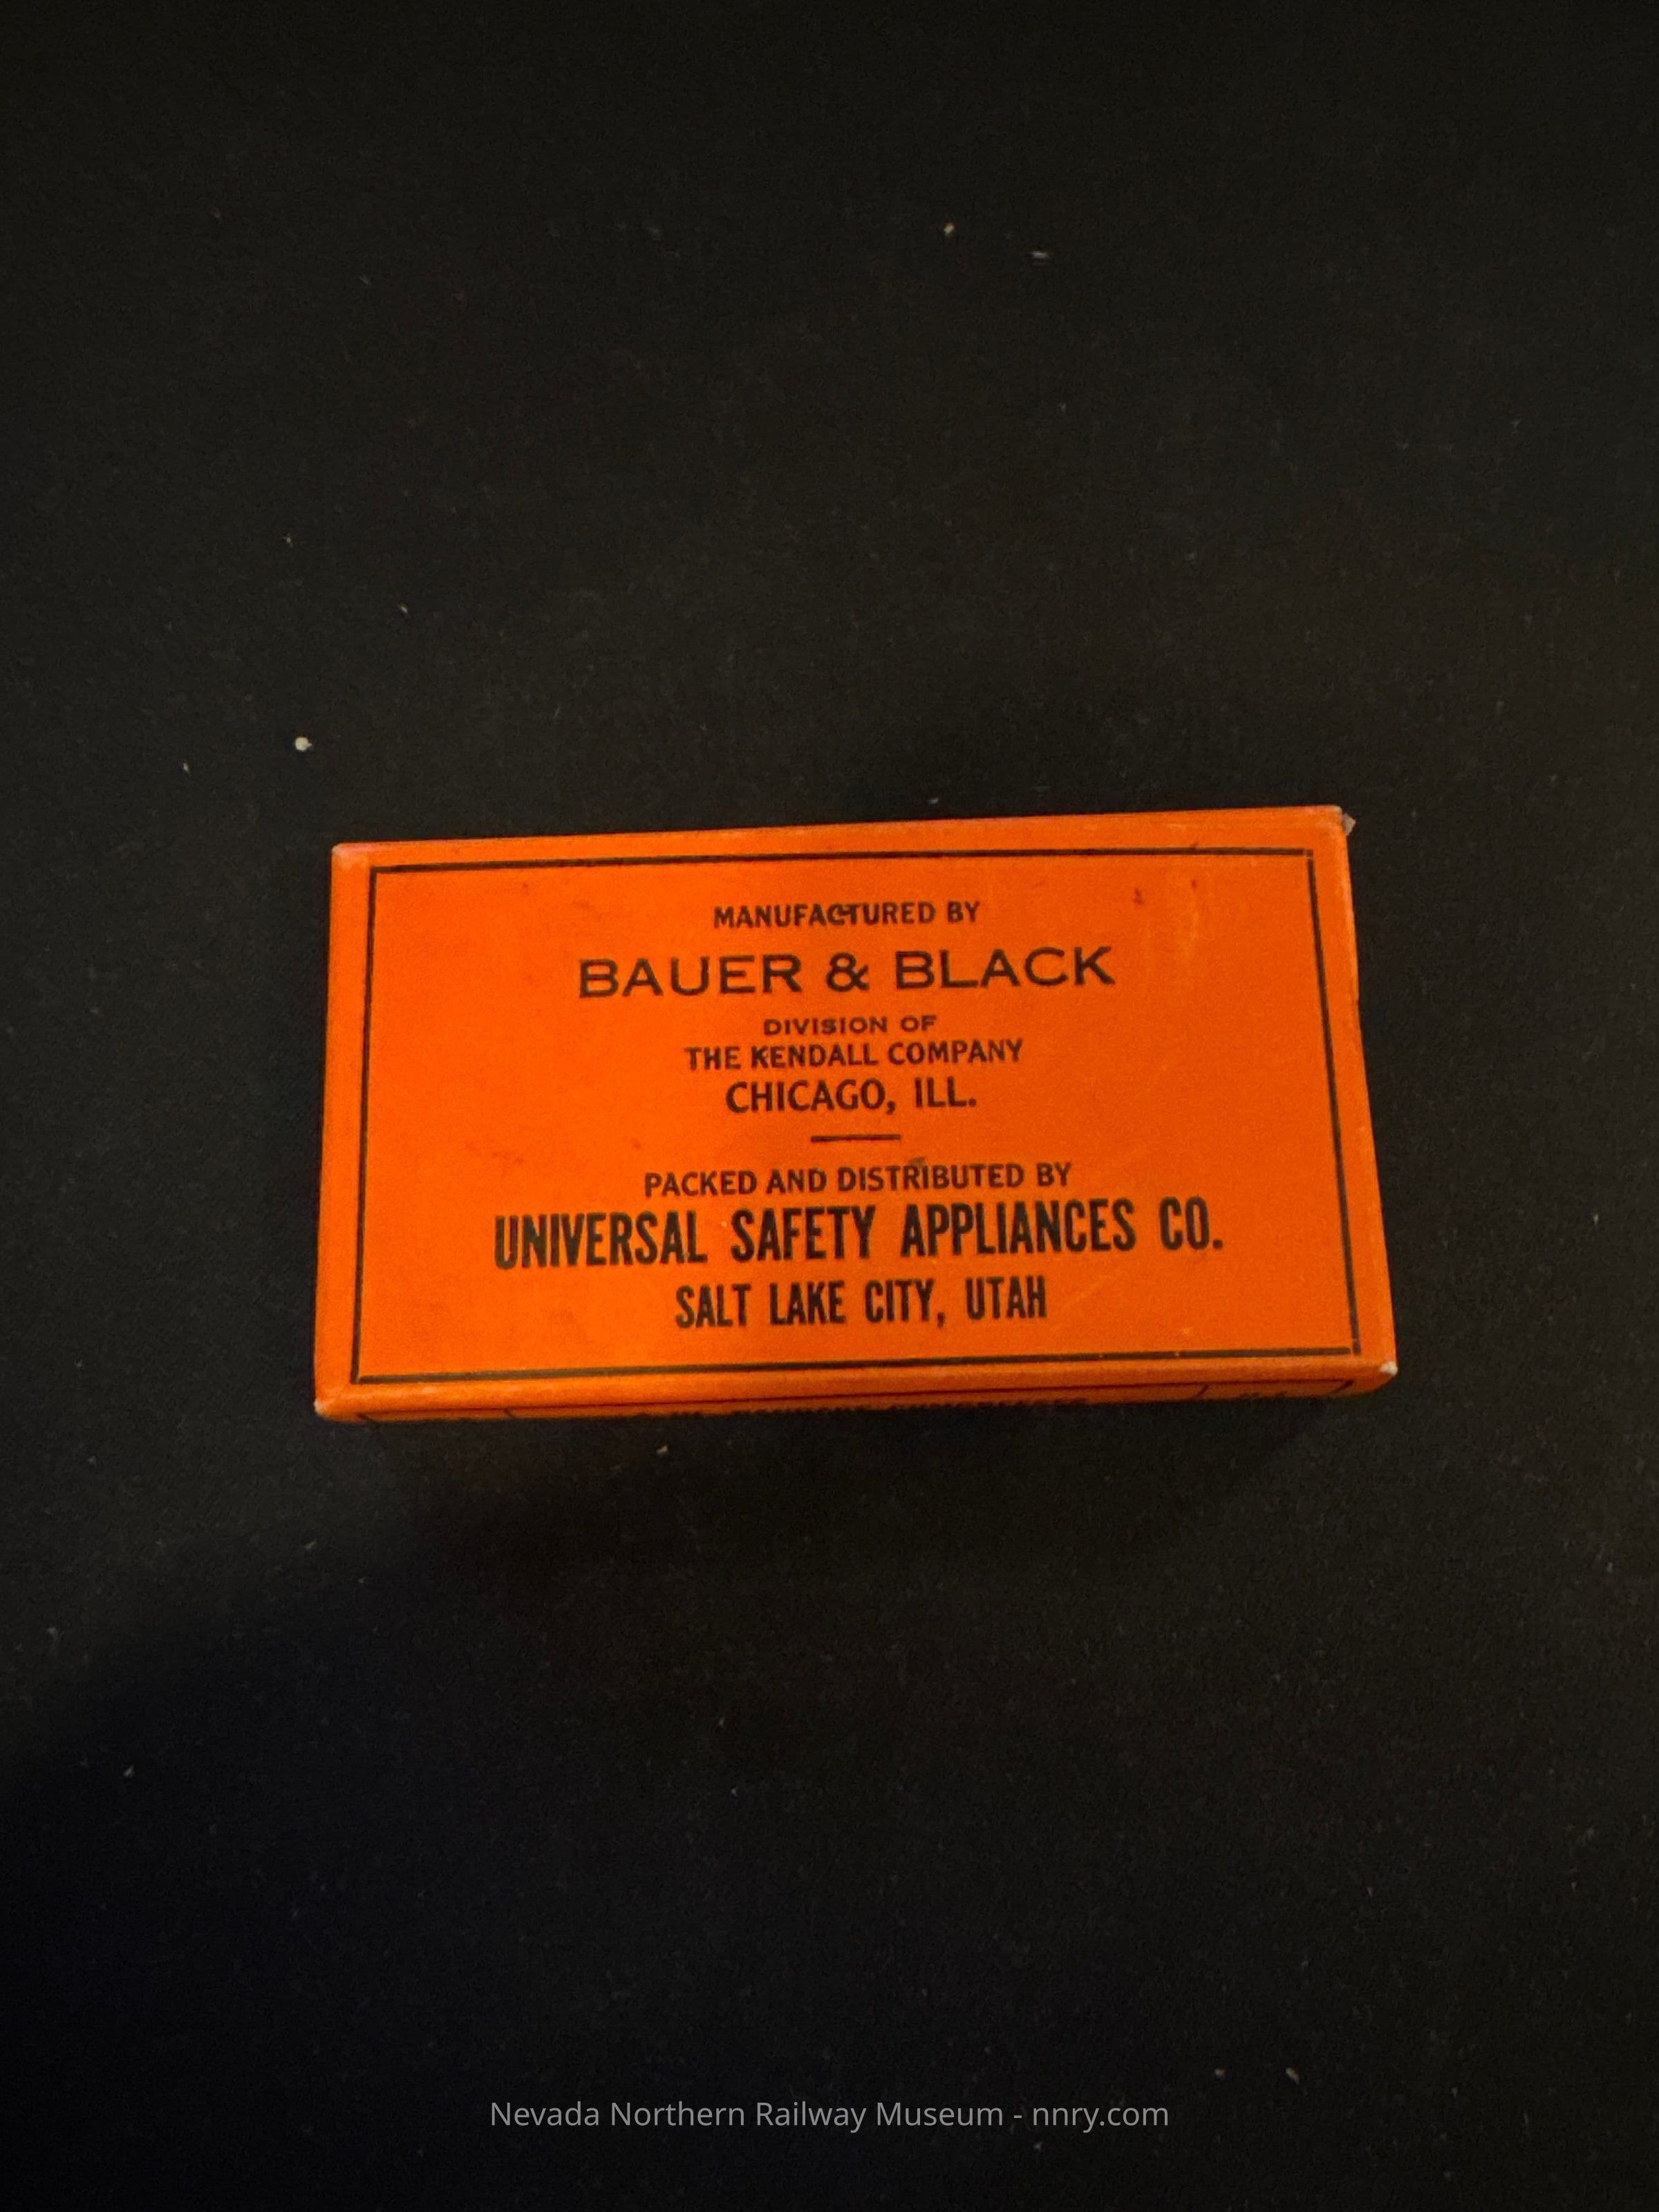 MANUFACTURED BY
BAUER & BLACK
DIVISION OF
THE KENDALL COMPANY
CHICAGO, ILL.
PACKED AND DISTRIBUTED BY
UNIVERSAL SAFETY APPLIANCES CO.
SALT LAKE CITY, UTAH
Nevada Northern Railway Museum - nnry.com